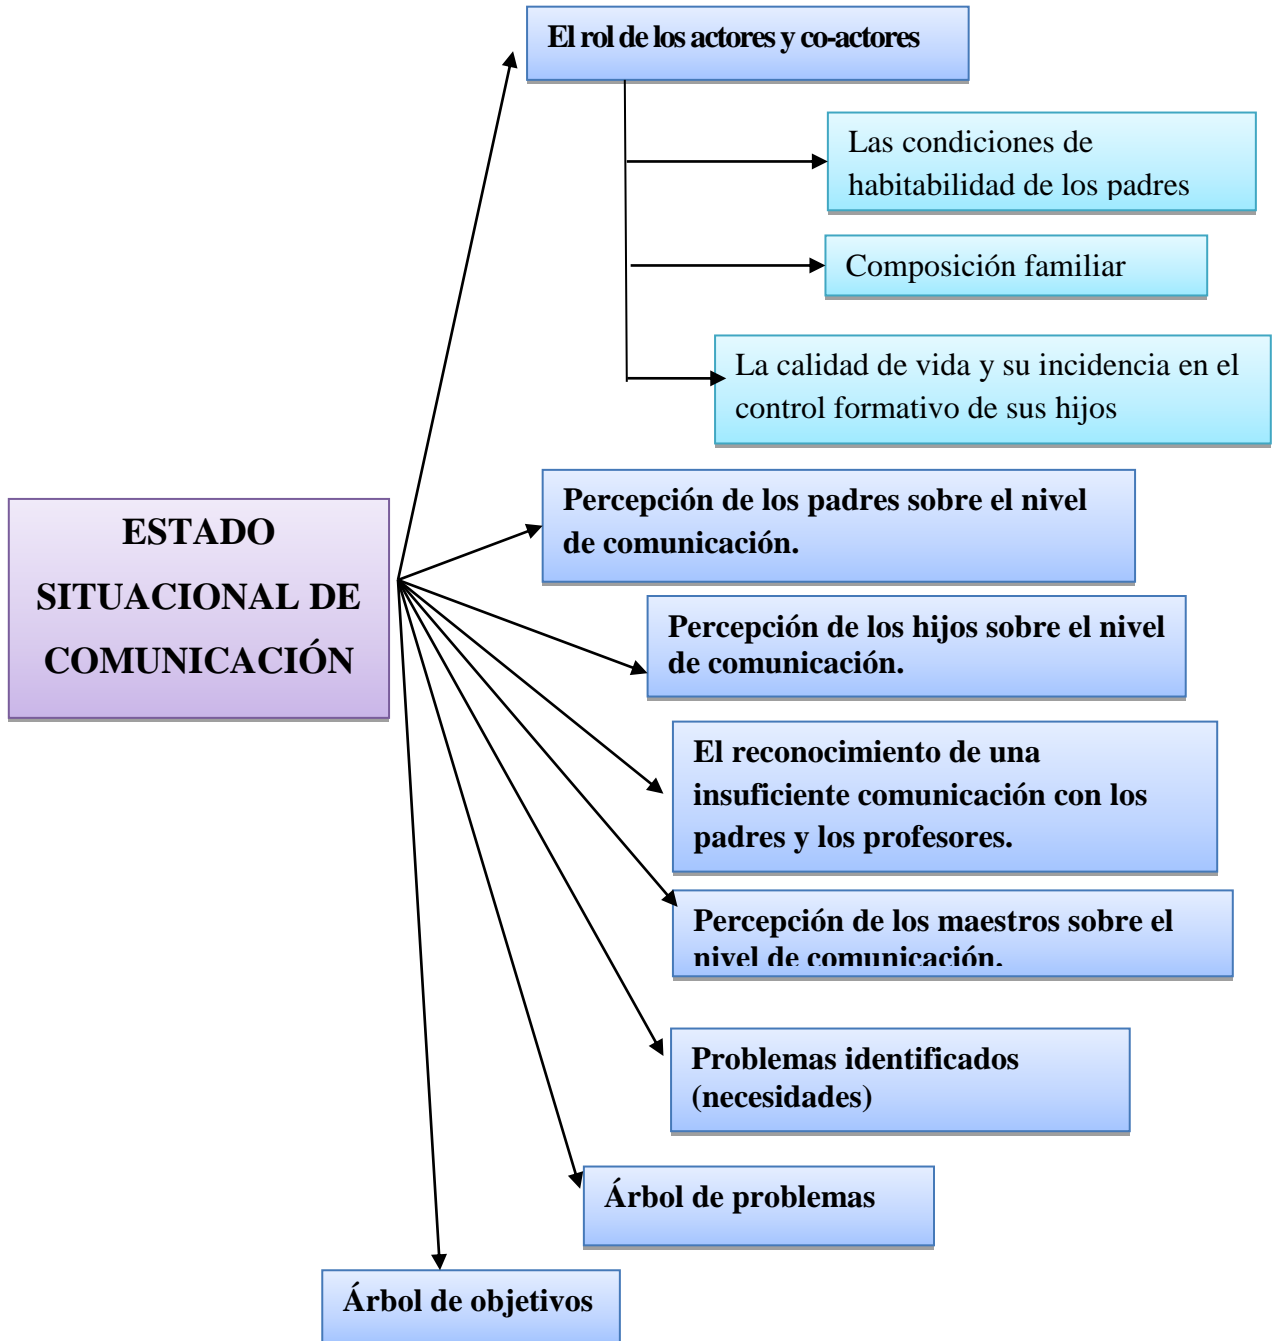 El rol de los actores y co-actores
Las condiciones de
habitabilidad de los padres
Composición familiar
La calidad de vida y su incidencia en el
control formativo de sus hijos
ESTADO
SITUACIONAL DE
COMUNICACIÓN
Percepción de los padres sobre el nivel
de comunicación.
Percepción de los hijos sobre el nivel
de comunicación.
El reconocimiento de una
insuficiente comunicación con los
padres y los profesores.
Percepción de los maestros sobre el
nivel de comunicación.
Problemas identificados
(necesidades)
Árbol de problemas
Árbol de objetivos